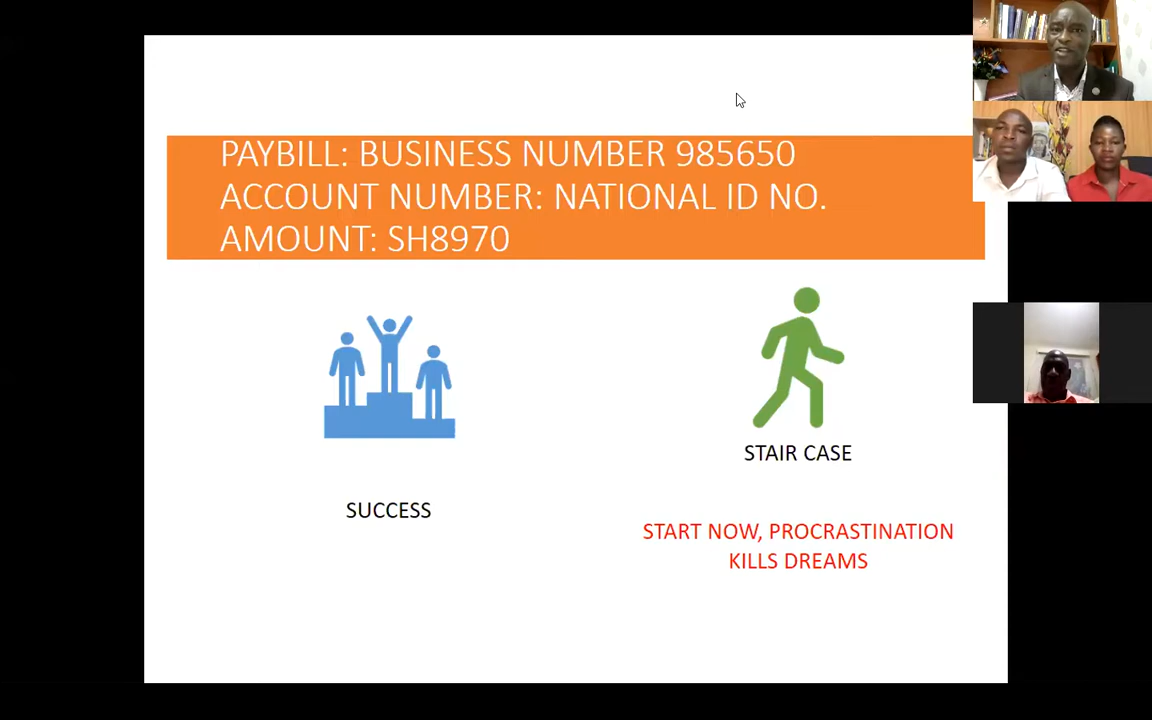 PAYBILL: BUSINESS NUMBER 985650
ACCOUNT NUMBER: NATIONAL ID NO.
AMOUNT: SH8970
STAIR CASE
SUCCESS
START NOW, PROCRASTINATION
KILLS DREAMS